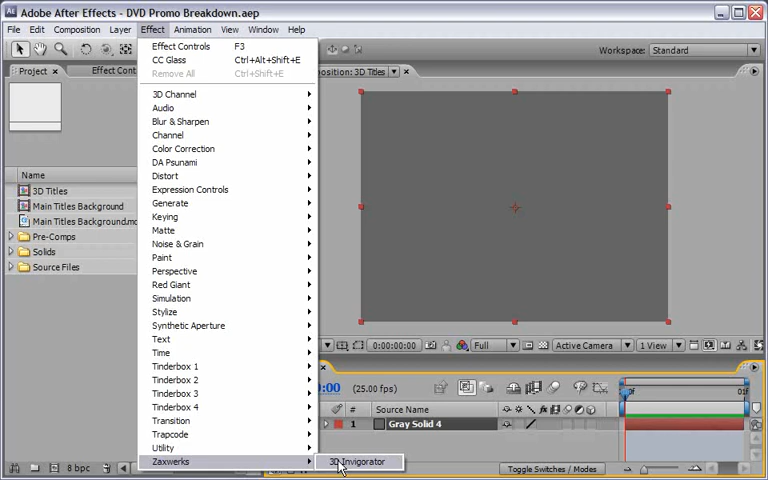 Adobe After Effects - DVD Promo Breakdown.aep
File Edit Composition Layer Effect Animation View Window Help
Workspace: Standard
Project Effect Cont
position: 3D Titles
Effect Controls F3
CC Glass Ctrl+Alt+Shift+E
Remove All Ctrl+Shift+E
3D Channel
Audio
Blur & Sharpen
Channel
Color Correction
DA Psunami
Distort
Expression Controls
Generate
Keying
Matte
Noise & Grain
Paint
Perspective
Red Giant
Simulation
Stylize
Synthetic Aperture
Text
Time
Tinderbox 1
Tinderbox 2
Tinderbox 3
Tinderbox 4
Transition
Trapcode
Utility
Zaxwerks
3D Invigorator
Name
3D Titles
Main Titles Background
Main Titles Background.mo
Pre-Comps
Solids
Source Files
8 bpc
0:00:00:00 Full Active Camera 1 View
:00 (25.00 fps)
0f 01f
# Source Name
1 Gray Solid 4
Toggle Switches / Modes